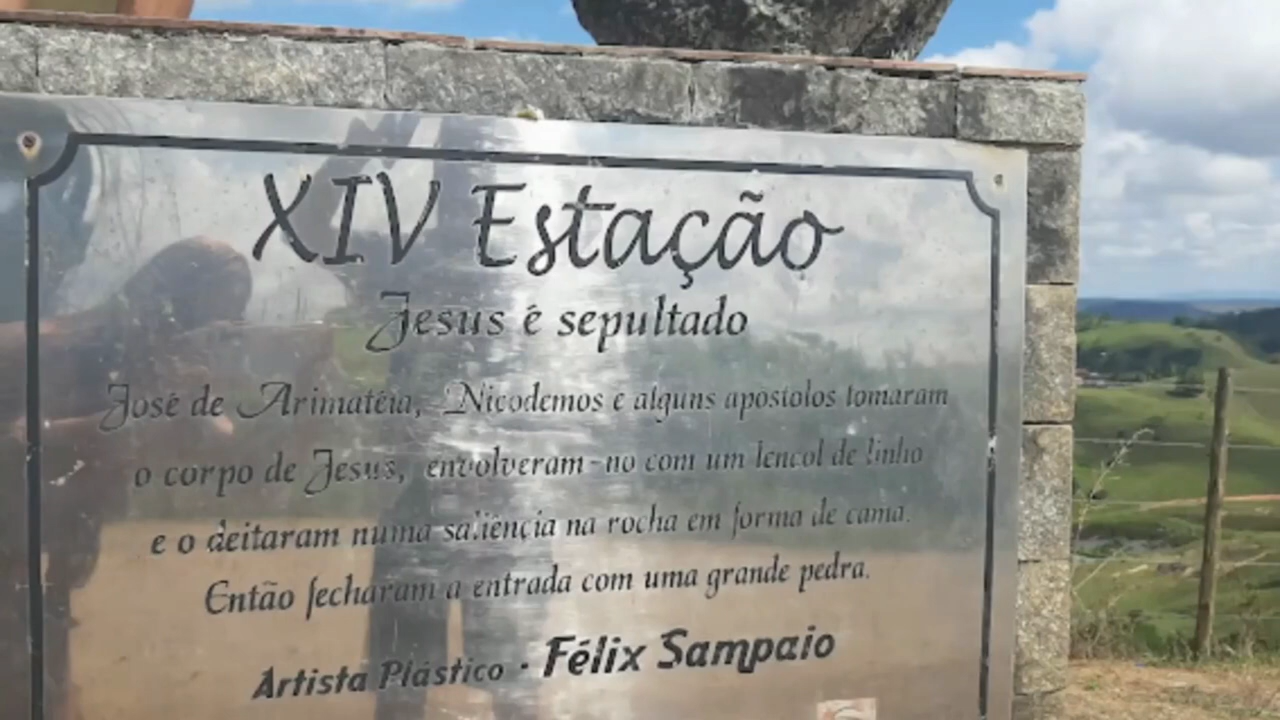 XIV Estação
Jesus é sepultado
José de Arimatéia, Nicodemos e alguns apóstolos tomaram
o corpo de Jesus, envolveram-no com um lencol de linho
e o deitaram numa saliência na rocha em forma de cama.
Então fecharam a entrada com uma grande pedra.
Artista Plástico - Félix Sampaio